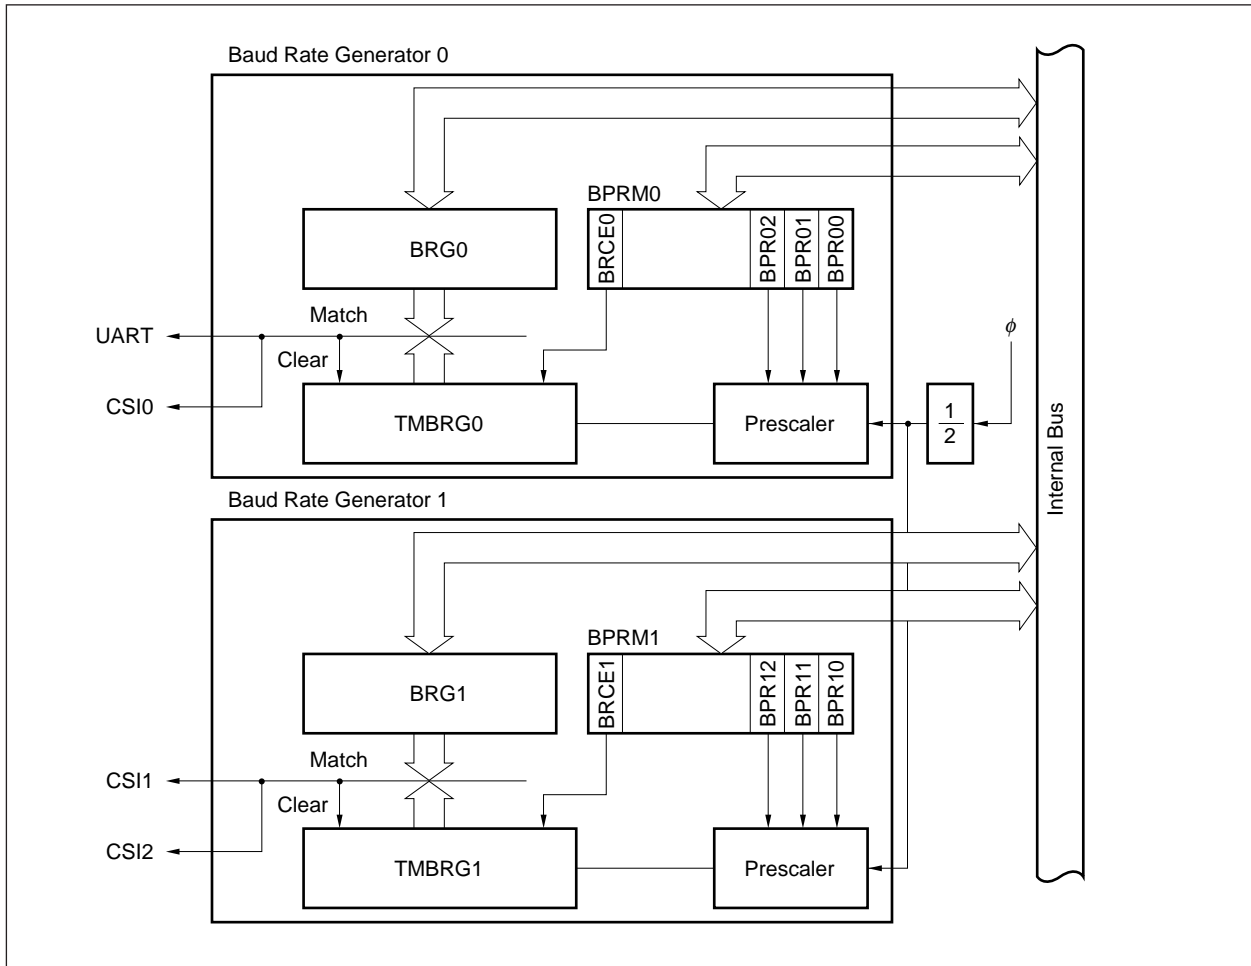 Baud Rate Generator 0
BPRM0
BRG0
BRCE0
BPR02
BPR01
BPR00
Match
UART
Clear
CSI0
TMBRG0
Prescaler
1
2
ϕ
Internal Bus
Baud Rate Generator 1
BPRM1
BRG1
BRCE1
BPR12
BPR11
BPR10
Match
CSI1
Clear
CSI2
TMBRG1
Prescaler